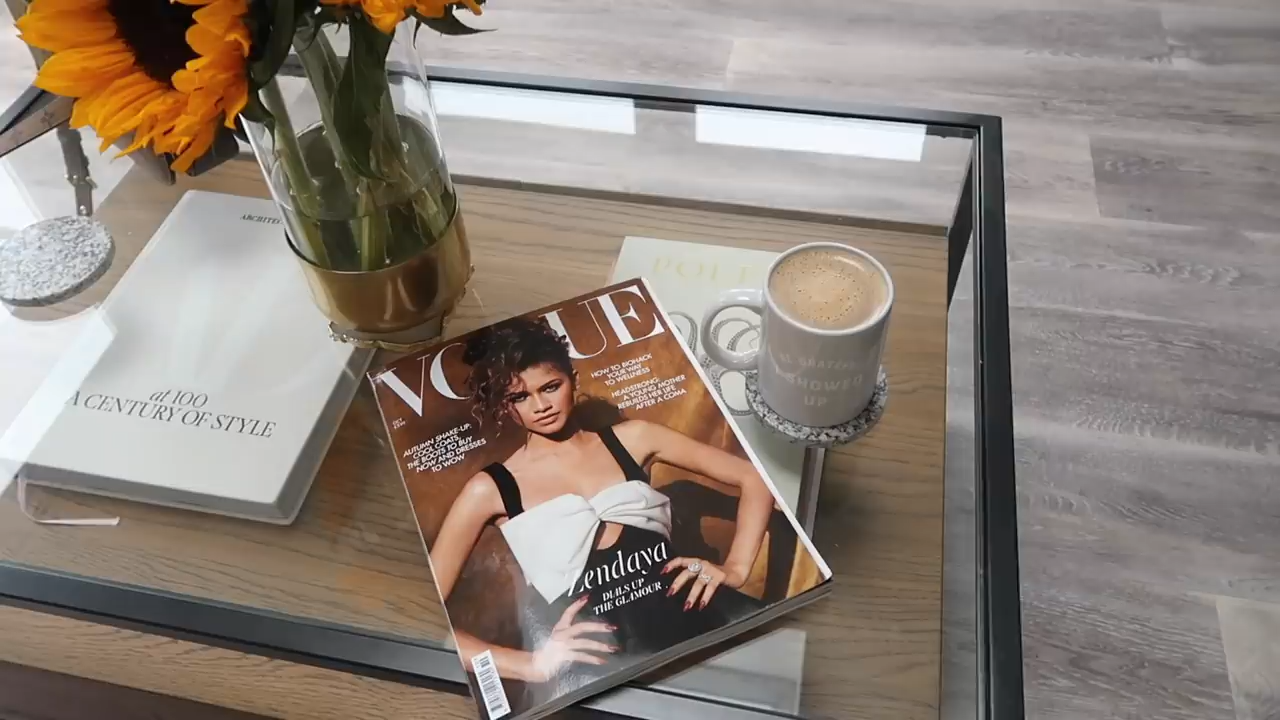 ARCHITE
at 100
A CENTURY OF STYLE
VOGUE
HOW TO BIOHACK
YOUR WAY
TO WELLNESS
HEADSTRONG:
A YOUNG MOTHER
REBUILDS HER LIFE
AFTER A COMA
AUTUMN SHAKE-UP:
COOL COATS,
THE BOOTS TO BUY
NOW AND DRESSES
TO WOW
Zendaya
DIALS UP
THE GLAMOUR
I SHOWED
UP